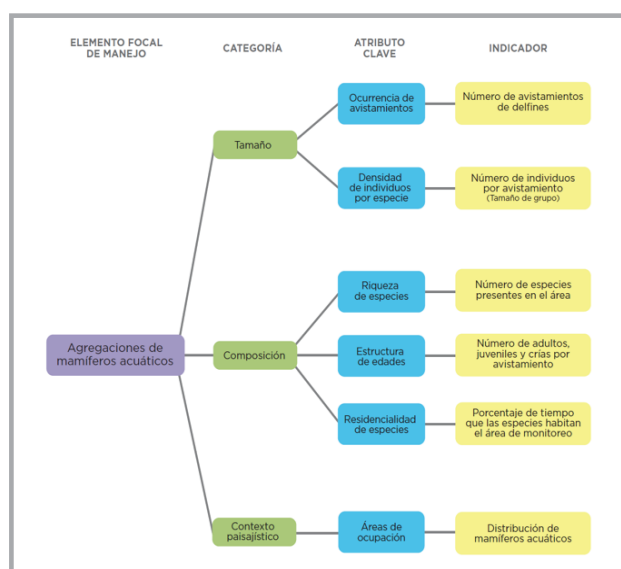 ELEMENTO FOCAL
DE MANEJO
CATEGORÍA
ATRIBUTO
CLAVE
INDICADOR
Ocurrencia de
avistamientos
Número de avistamientos
de delfines
Tamaño
Densidad
de individuos
por especie
Número de individuos
por avistamiento
(Tamaño de grupo)
Riqueza
de especies
Número de especies
presentes en el área
Agregaciones de
mamíferos acuáticos
Composición
Estructura
de edades
Número de adultos,
juveniles y crías por
avistamiento
Residencialidad
de especies
Porcentaje de tiempo
que las especies habitan
el área de monitoreo
Contexto
paisajístico
Áreas de
ocupación
Distribución de
mamíferos acuáticos